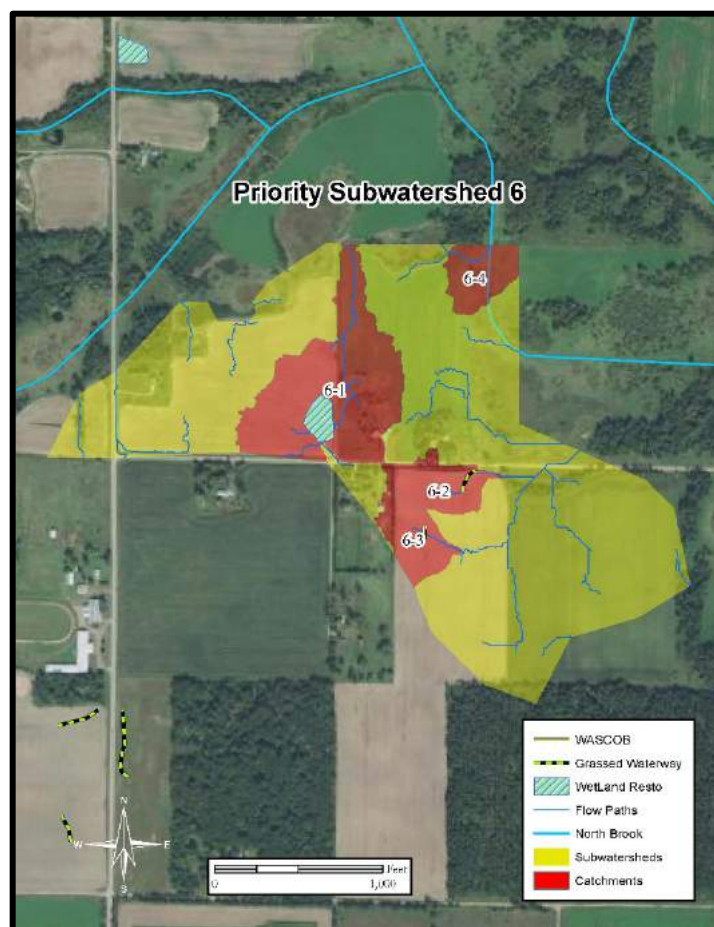 Priority Subwatershed 6
6-4
6-1
6-2
6-3
WASCOB
Grassed Waterway
WetLand Resto
Flow Paths
North Brook
Subwatersheds
Catchments
N
W E
S
Feet
0 1,000